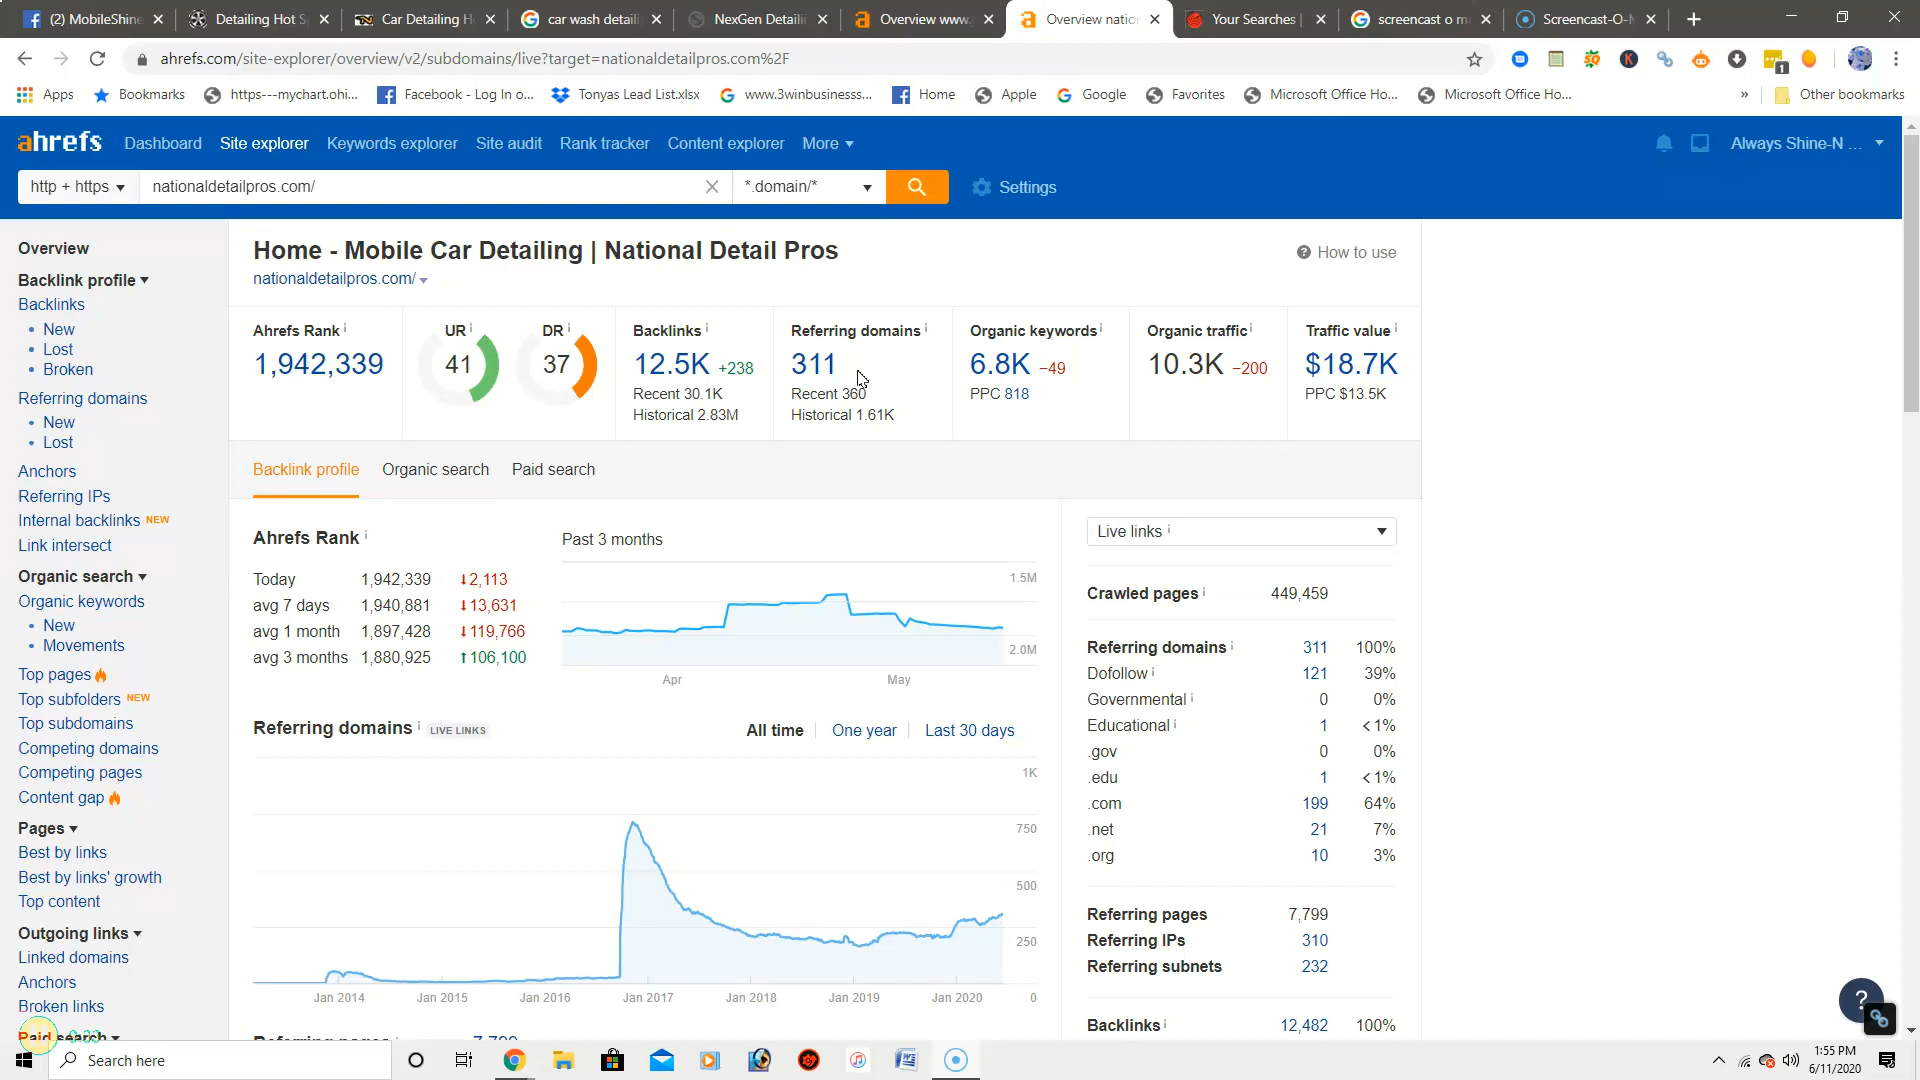 (2) MobileShine
Detailing Hot S
Car Detailing H
car wash detail
NexGen Detailin
Overview www.
Overview natio
Your Searches |
screencast o m
Screencast-O-M
ahrefs.com/site-explorer/overview/v2/subdomains/live?target=nationaldetailpros.com%2F
1
Apps
Bookmarks
https---mychart.ohi...
Facebook - Log In o...
Tonyas Lead List.xlsx
www.3winbusinesss...
Home
Apple
Google
Favorites
Microsoft Office Ho...
Microsoft Office Ho...
»
Other bookmarks
ahrefs
Dashboard
Site explorer
Keywords explorer
Site audit
Rank tracker
Content explorer
More
Always Shine-N ...
http + https
nationaldetailpros.com/
*.domain/*
Settings
Overview
Backlink profile
Backlinks
New
Lost
Broken
Referring domains
New
Lost
Anchors
Referring IPs
Internal backlinks NEW
Link intersect
Organic search
Organic keywords
New
Movements
Top pages
Top subfolders NEW
Top subdomains
Competing domains
Competing pages
Content gap
Pages
Best by links
Best by links' growth
Top content
Outgoing links
Linked domains
Anchors
Broken links
Paid search
Home - Mobile Car Detailing | National Detail Pros
nationaldetailpros.com/
How to use
Ahrefs Rank i
1,942,339
UR i
41
DR i
37
Backlinks i
12.5K +238
Recent 30.1K
Historical 2.83M
Referring domains i
311
Recent 360
Historical 1.61K
Organic keywords i
6.8K −49
PPC 818
Organic traffic i
10.3K −200
Traffic value i
$18.7K
PPC $13.5K
Backlink profile
Organic search
Paid search
Ahrefs Rank i
Today 1,942,339 ↓2,113
avg 7 days 1,940,881 ↓13,631
avg 1 month 1,897,428 ↓119,766
avg 3 months 1,880,925 ↑106,100
Past 3 months
1.5M
2.0M
Apr
May
Referring domains i LIVE LINKS
All time
One year
Last 30 days
1K
750
500
250
0
Jan 2014
Jan 2015
Jan 2016
Jan 2017
Jan 2018
Jan 2019
Jan 2020
Live links i
Crawled pages i 449,459
Referring domains i 311 100%
Dofollow i 121 39%
Governmental i 0 0%
Educational i 1 <1%
.gov 0 0%
.edu 1 <1%
.com 199 64%
.net 21 7%
.org 10 3%
Referring pages 7,799
Referring IPs 310
Referring subnets 232
Backlinks i 12,482 100%
?
Search here
1:55 PM
6/11/2020